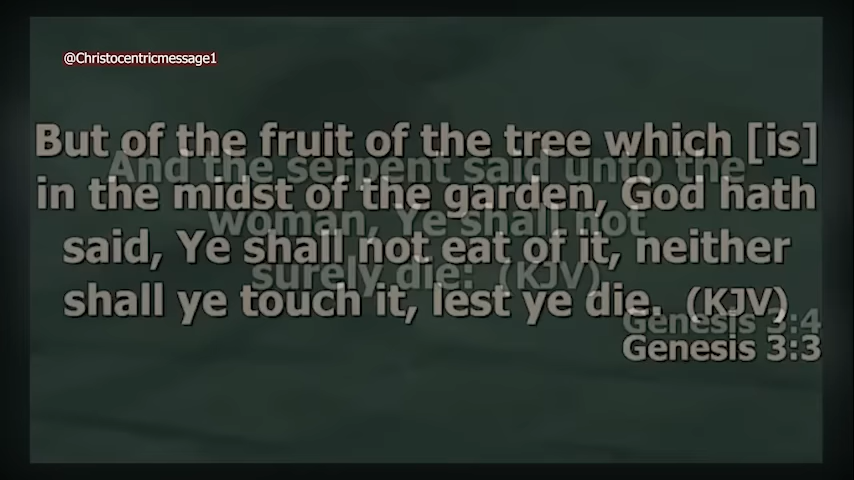 @Christocentricmessage1
But of the fruit of the tree which [is]
in the midst of the garden, God hath
said, Ye shall not eat of it, neither
shall ye touch it, lest ye die. (KJV)
Genesis 3:3
And the serpent said unto the
woman, Ye shall not
surely die: (KJV)
Genesis 3:4